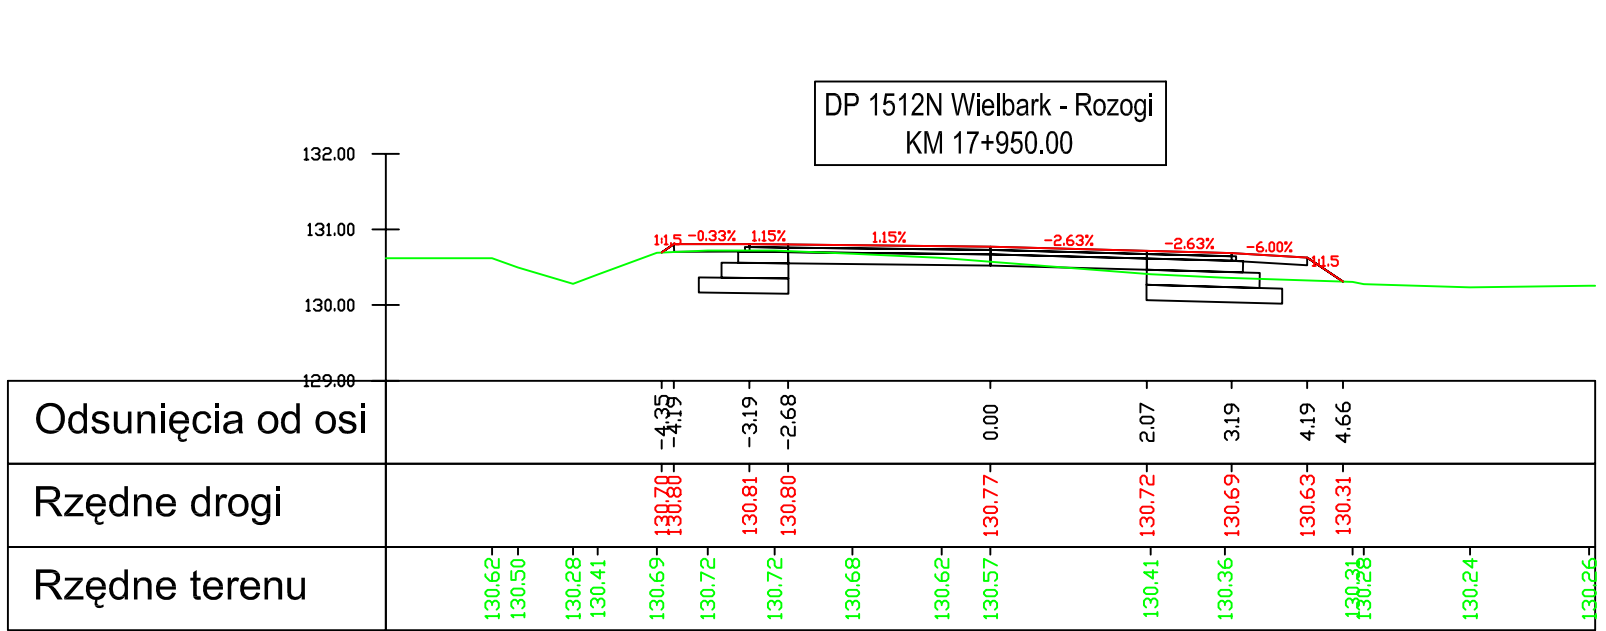 DP 1512N Wielbark - Rozogi
KM 17+950.00
132.00
131.00
130.00
129.00
1:1.5 -0.33% 1.15% 1.15% -2.63% -2.63% -6.00% 1:1.5
Odsunięcia od osi -4.35 -4.19 -3.19 -2.68 0.00 2.07 3.19 4.19 4.66
Rzędne drogi 130.70 130.80 130.81 130.80 130.77 130.72 130.69 130.63 130.31
Rzędne terenu 130.62 130.50 130.28 130.41 130.69 130.72 130.72 130.68 130.62 130.57 130.41 130.36 130.31 130.28 130.24 130.26